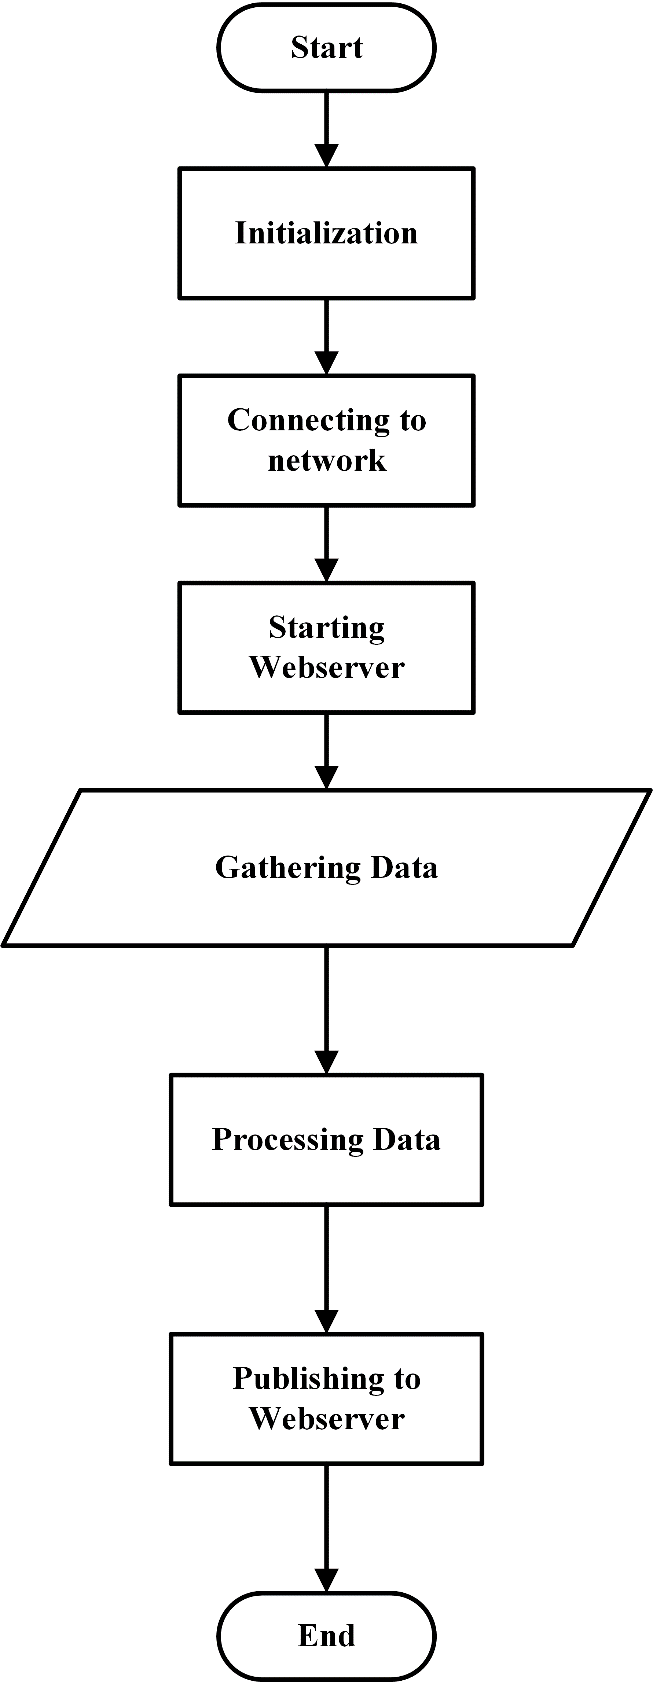 Start
Initialization
Connecting to
network
Starting
Webserver
Gathering Data
Processing Data
Publishing to
Webserver
End